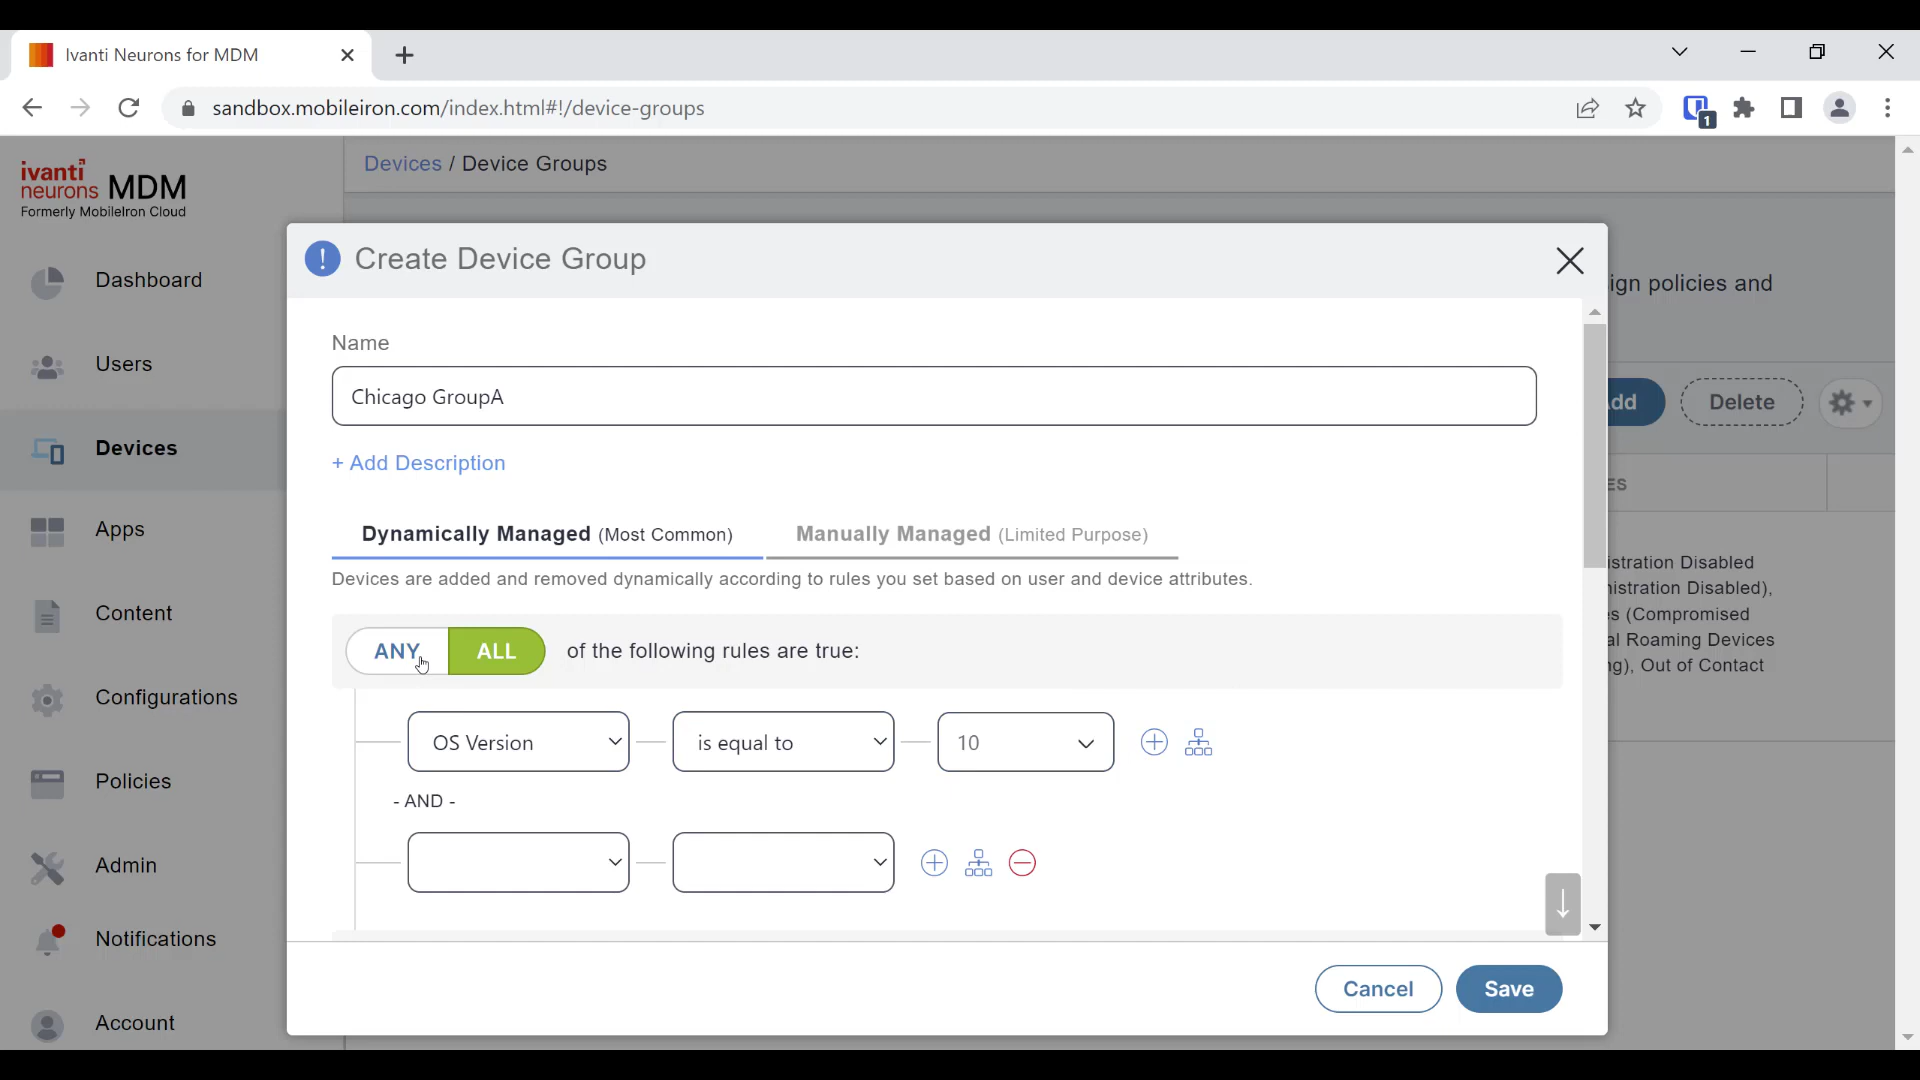 Ivanti Neurons for MDM
sandbox.mobileiron.com/index.html#!/device-groups
1
ivanti
neurons MDM
Formerly MobileIron Cloud
Devices / Device Groups
Dashboard
Users
Devices
Apps
Content
Configurations
Policies
Admin
Notifications
Account
Create Device Group
ign policies and
Name
Chicago GroupA
dd
Delete
+ Add Description
ES
Dynamically Managed (Most Common)
Manually Managed (Limited Purpose)
Devices are added and removed dynamically according to rules you set based on user and device attributes.
istration Disabled
istration Disabled),
s (Compromised
al Roaming Devices
g), Out of Contact
ANY ALL of the following rules are true:
OS Version is equal to 10
- AND -
Cancel Save